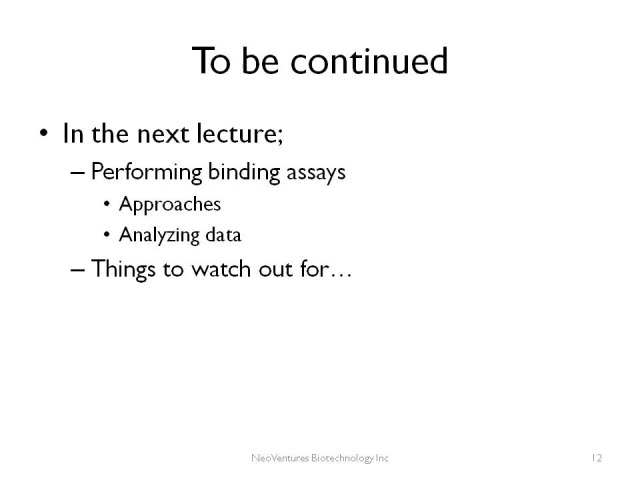 To be continued
• In the next lecture;
– Performing binding assays
• Approaches
• Analyzing data
– Things to watch out for…
NeoVentures Biotechnology Inc
12